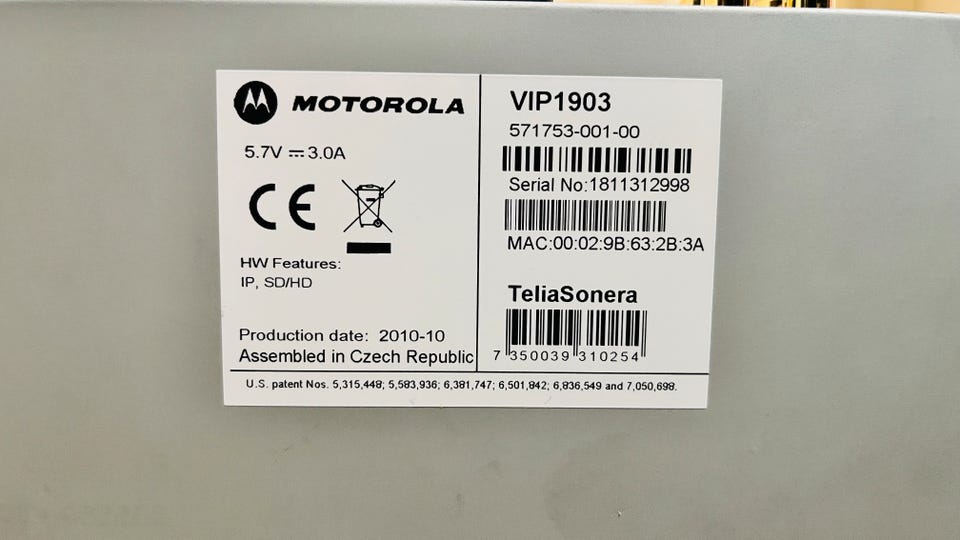 MOTOROLA
5.7V ⎓ 3.0A
CE
HW Features:
IP, SD/HD
Production date: 2010-10
Assembled in Czech Republic
VIP1903
571753-001-00
Serial No:1811312998
MAC:00:02:9B:63:2B:3A
TeliaSonera
7 350039 310254
U.S. patent Nos. 5,315,448; 5,583,936; 6,381,747; 6,501,842; 6,836,549 and 7,050,698.